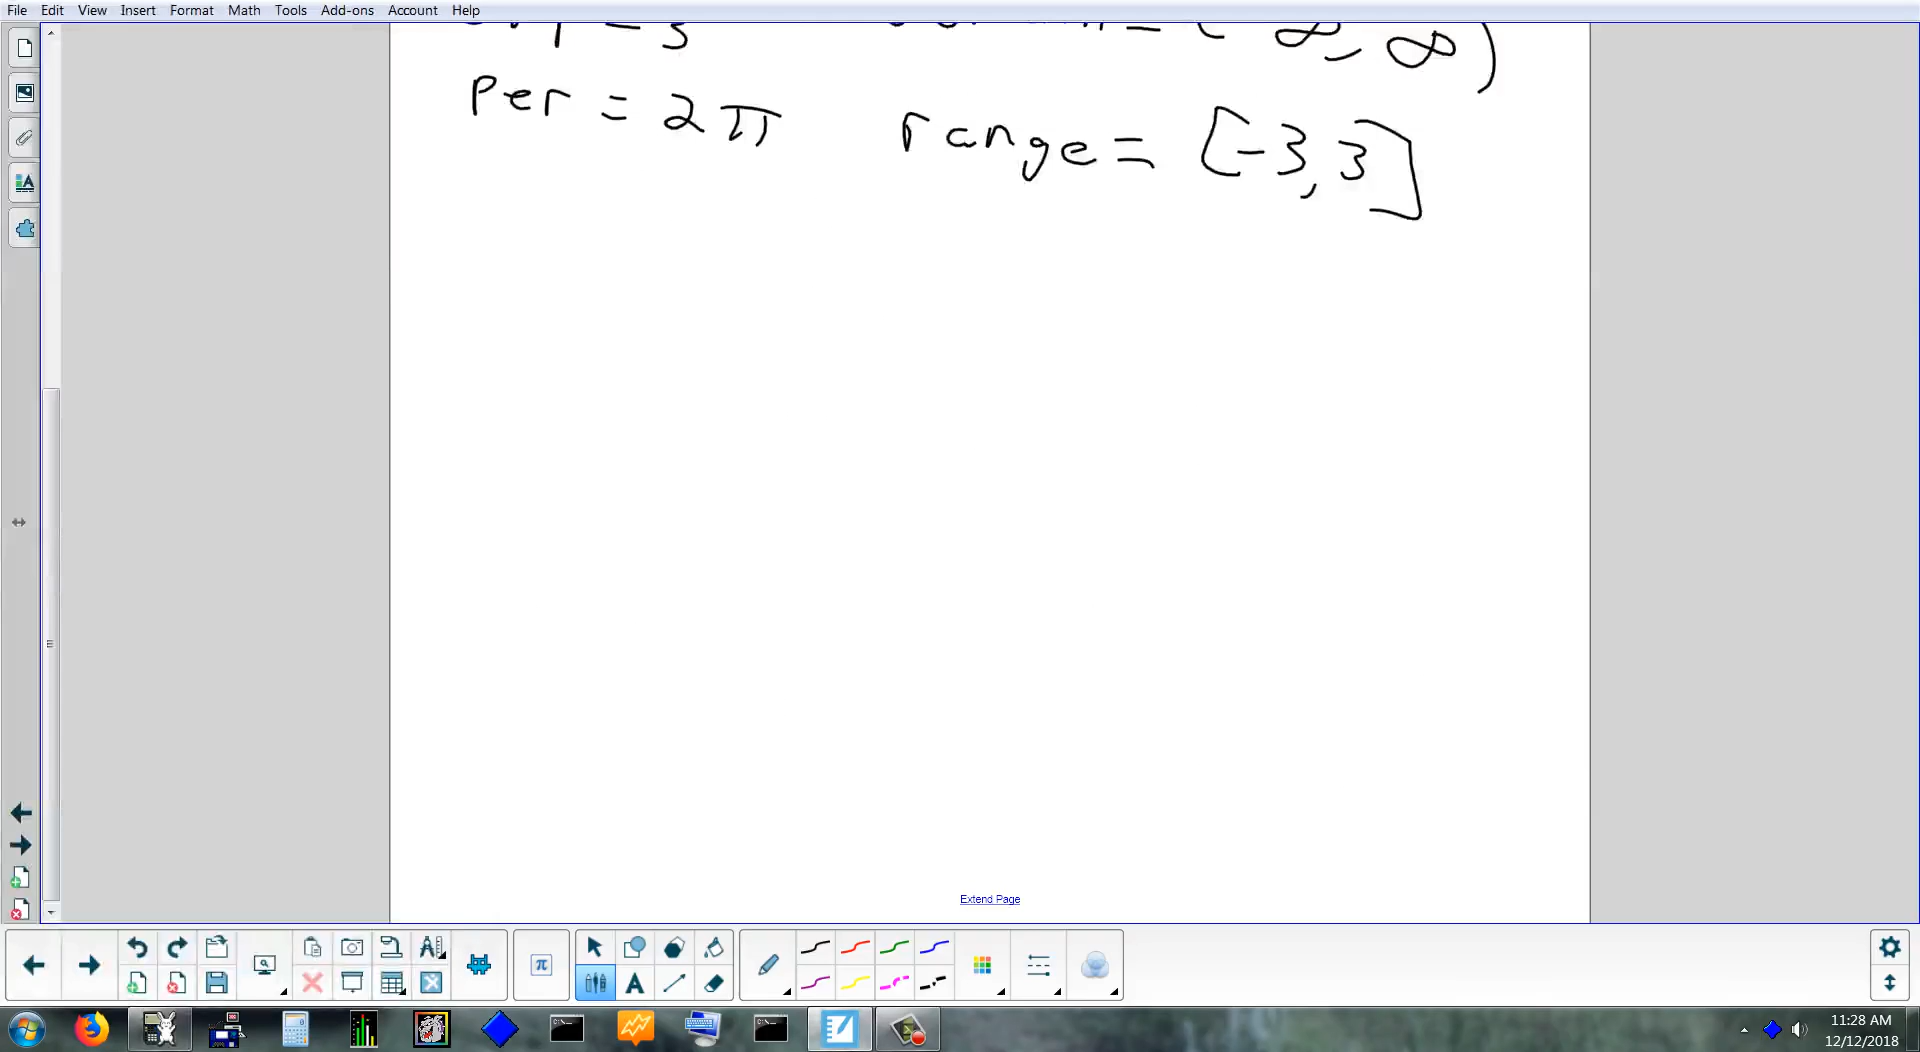 File Edit View Insert Format Math Tools Add-ons Account Help
= 3 = (-∞, ∞)
per = 2π range = [-3, 3]
Extend Page
π
A
11:28 AM
12/12/2018